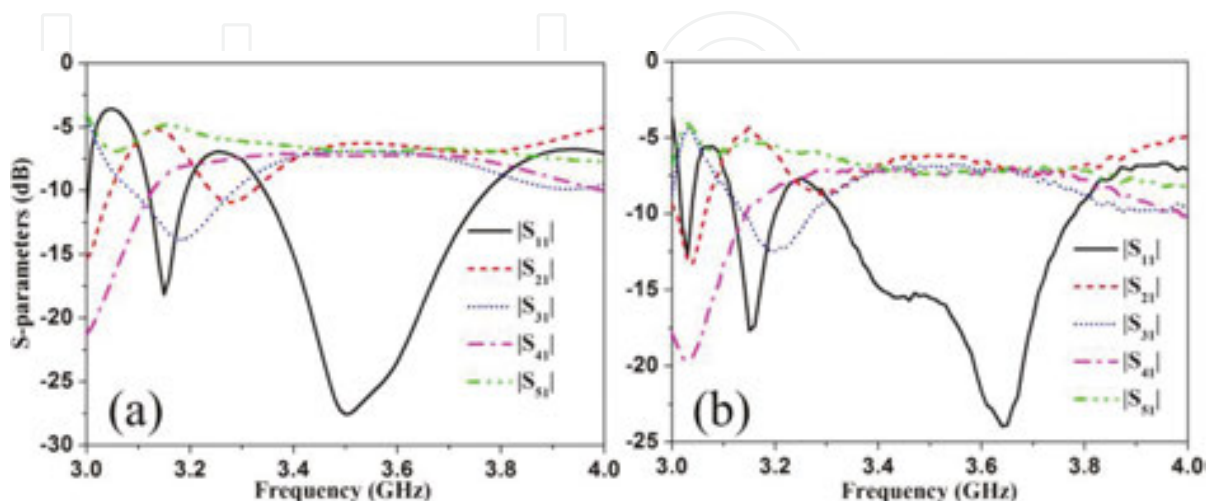 0
-5
-10
-15
-20
-25
-30
S-parameters (dB)
|S11|
|S21|
|S31|
|S41|
|S51|
(a)
3.0 3.2 3.4 3.6 3.8 4.0
Frequency (GHz)
0
-5
-10
-15
-20
-25
|S11|
|S21|
|S31|
|S41|
|S51|
(b)
3.0 3.2 3.4 3.6 3.8 4.0
Frequency (GHz)